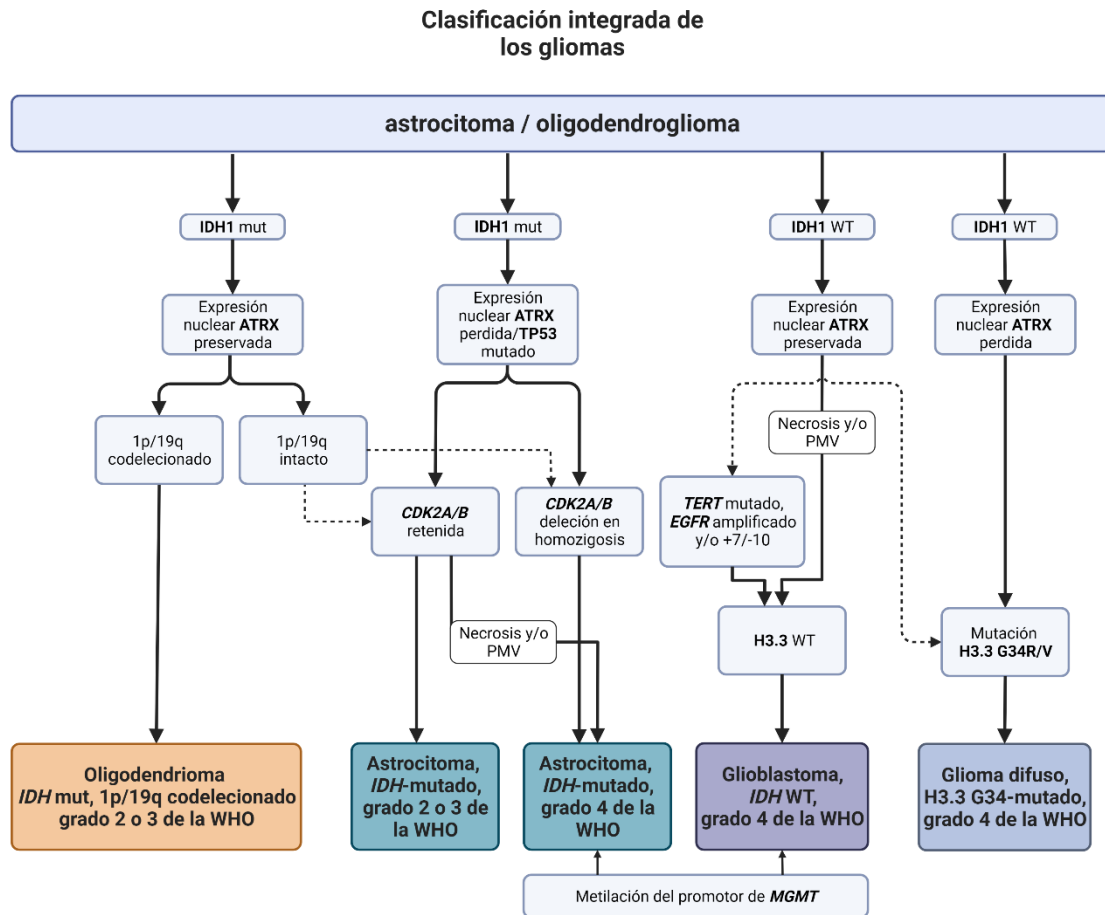 Clasificación integrada de
los gliomas
astrocitoma / oligodendroglioma
IDH1 mut
IDH1 mut
IDH1 WT
IDH1 WT
Expresión
nuclear ATRX
preservada
Expresión
nuclear ATRX
perdida/TP53
mutado
Expresión
nuclear ATRX
preservada
Expresión
nuclear ATRX
perdida
1p/19q
codelecionado
1p/19q
intacto
Necrosis y/o
PMV
CDK2A/B
retenida
CDK2A/B
deleción en
homozigosis
TERT mutado,
EGFR amplificado
y/o +7/-10
Necrosis y/o
PMV
H3.3 WT
Mutación
H3.3 G34R/V
Oligodendrioma
IDH mut, 1p/19q codelecionado
grado 2 o 3 de la WHO
Astrocitoma,
IDH-mutado,
grado 2 o 3 de
la WHO
Astrocitoma,
IDH-mutado,
grado 4 de la
WHO
Glioblastoma,
IDH WT,
grado 4 de la WHO
Glioma difuso,
H3.3 G34-mutado,
grado 4 de la WHO
Metilación del promotor de MGMT